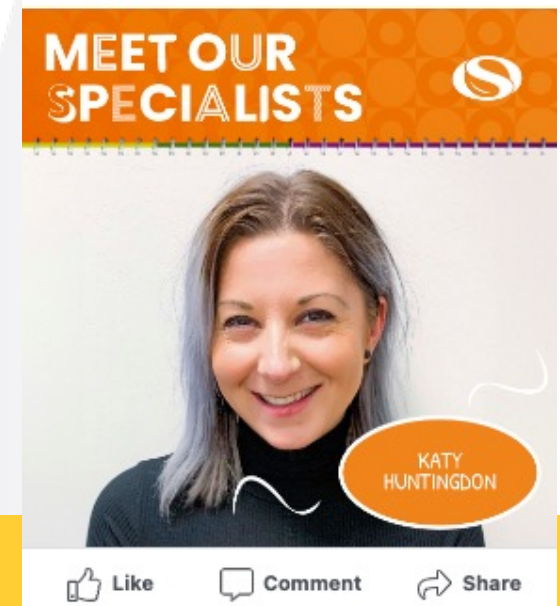 MEET OUR
SPECIALISTS
KATY
HUNTINGDON
Like
Comment
Share